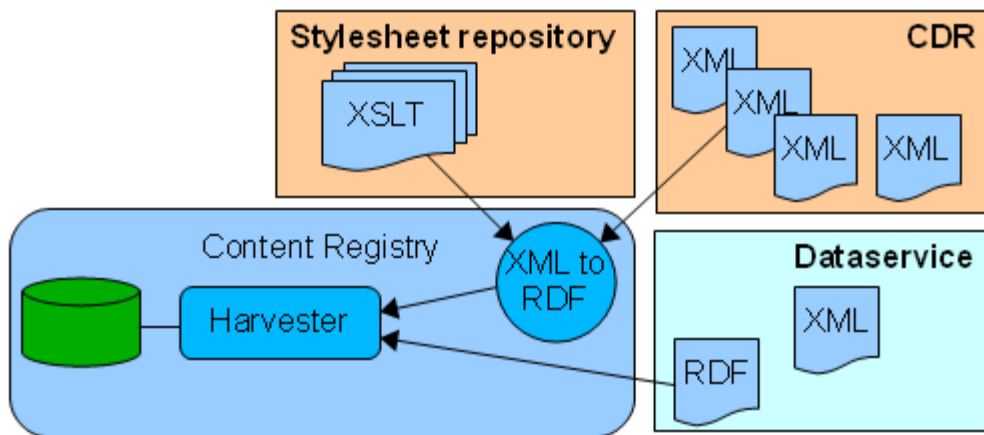 Stylesheet repository
XSLT
CDR
XML
XML
XML
XML
Content Registry
XML to
RDF
Harvester
Dataservice
XML
RDF